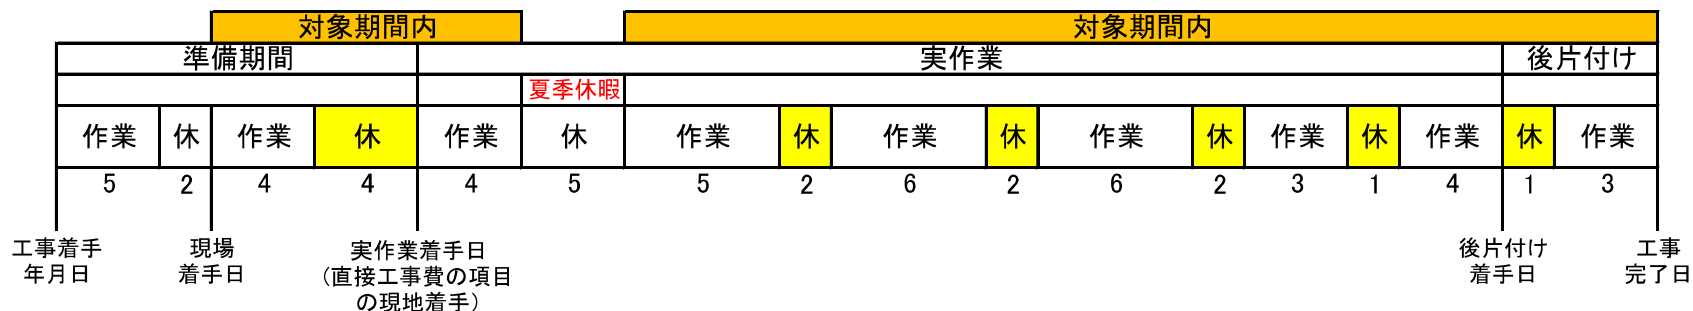 対象期間内 対象期間内
準備期間 実作業 後片付け
夏季休暇
作業 休 作業 休 作業 休 作業 休 作業 休 作業 休 作業 休 作業 休 作業
5 2 4 4 4 5 5 2 6 2 6 2 3 1 4 1 3
工事着手
年月日
現場
着手日
実作業着手日
(直接工事費の項目
の現地着手)
後片付け
着手日
工事
完了日